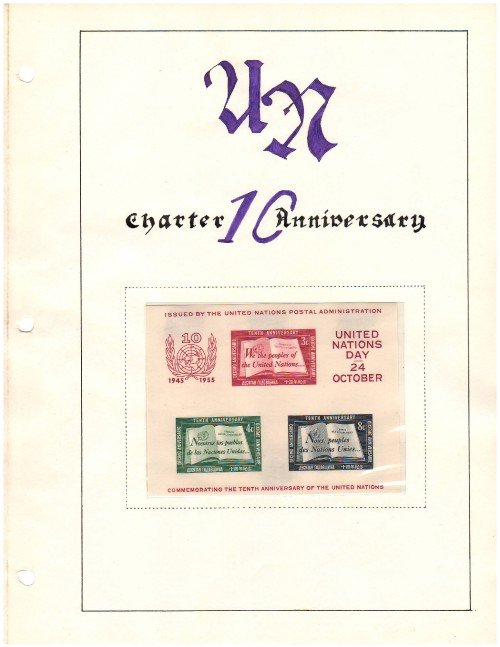 UN
Charter 10 Anniversary
ISSUED BY THE UNITED NATIONS POSTAL ADMINISTRATION
10
1945 1955
TENTH ANNIVERSARY
3c
We the peoples of
the United Nations...
UNITED
NATIONS
DAY
24
OCTOBER
TENTH ANNIVERSARY
4c
Nosotros los pueblos
de las Naciones Unidas...
TENTH ANNIVERSARY
8c
Nous, peuples
des Nations Unies...
COMMEMORATING THE TENTH ANNIVERSARY OF THE UNITED NATIONS